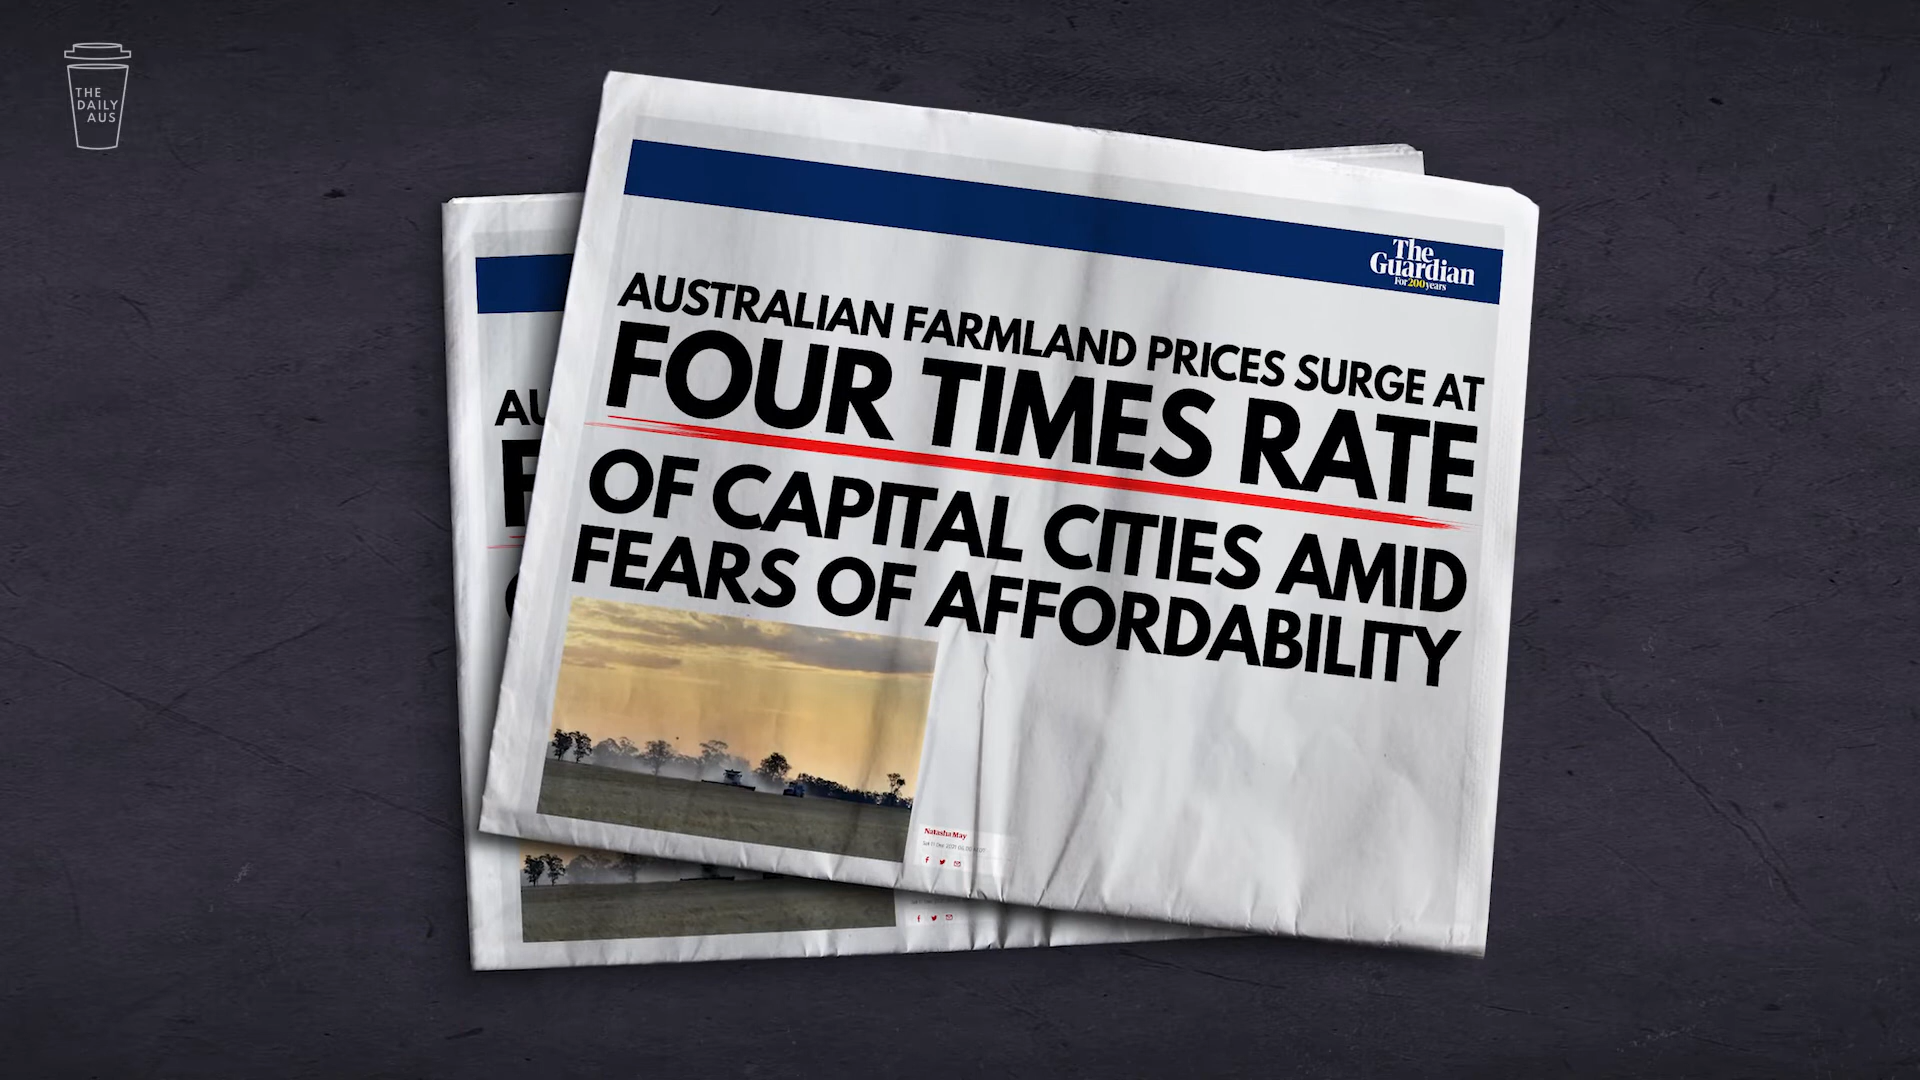 THE
DAILY
AUS
The
Guardian
For 200 years
AUSTRALIAN FARMLAND PRICES SURGE AT
FOUR TIMES RATE
OF CAPITAL CITIES AMID
FEARS OF AFFORDABILITY
Natasha May
AU
F